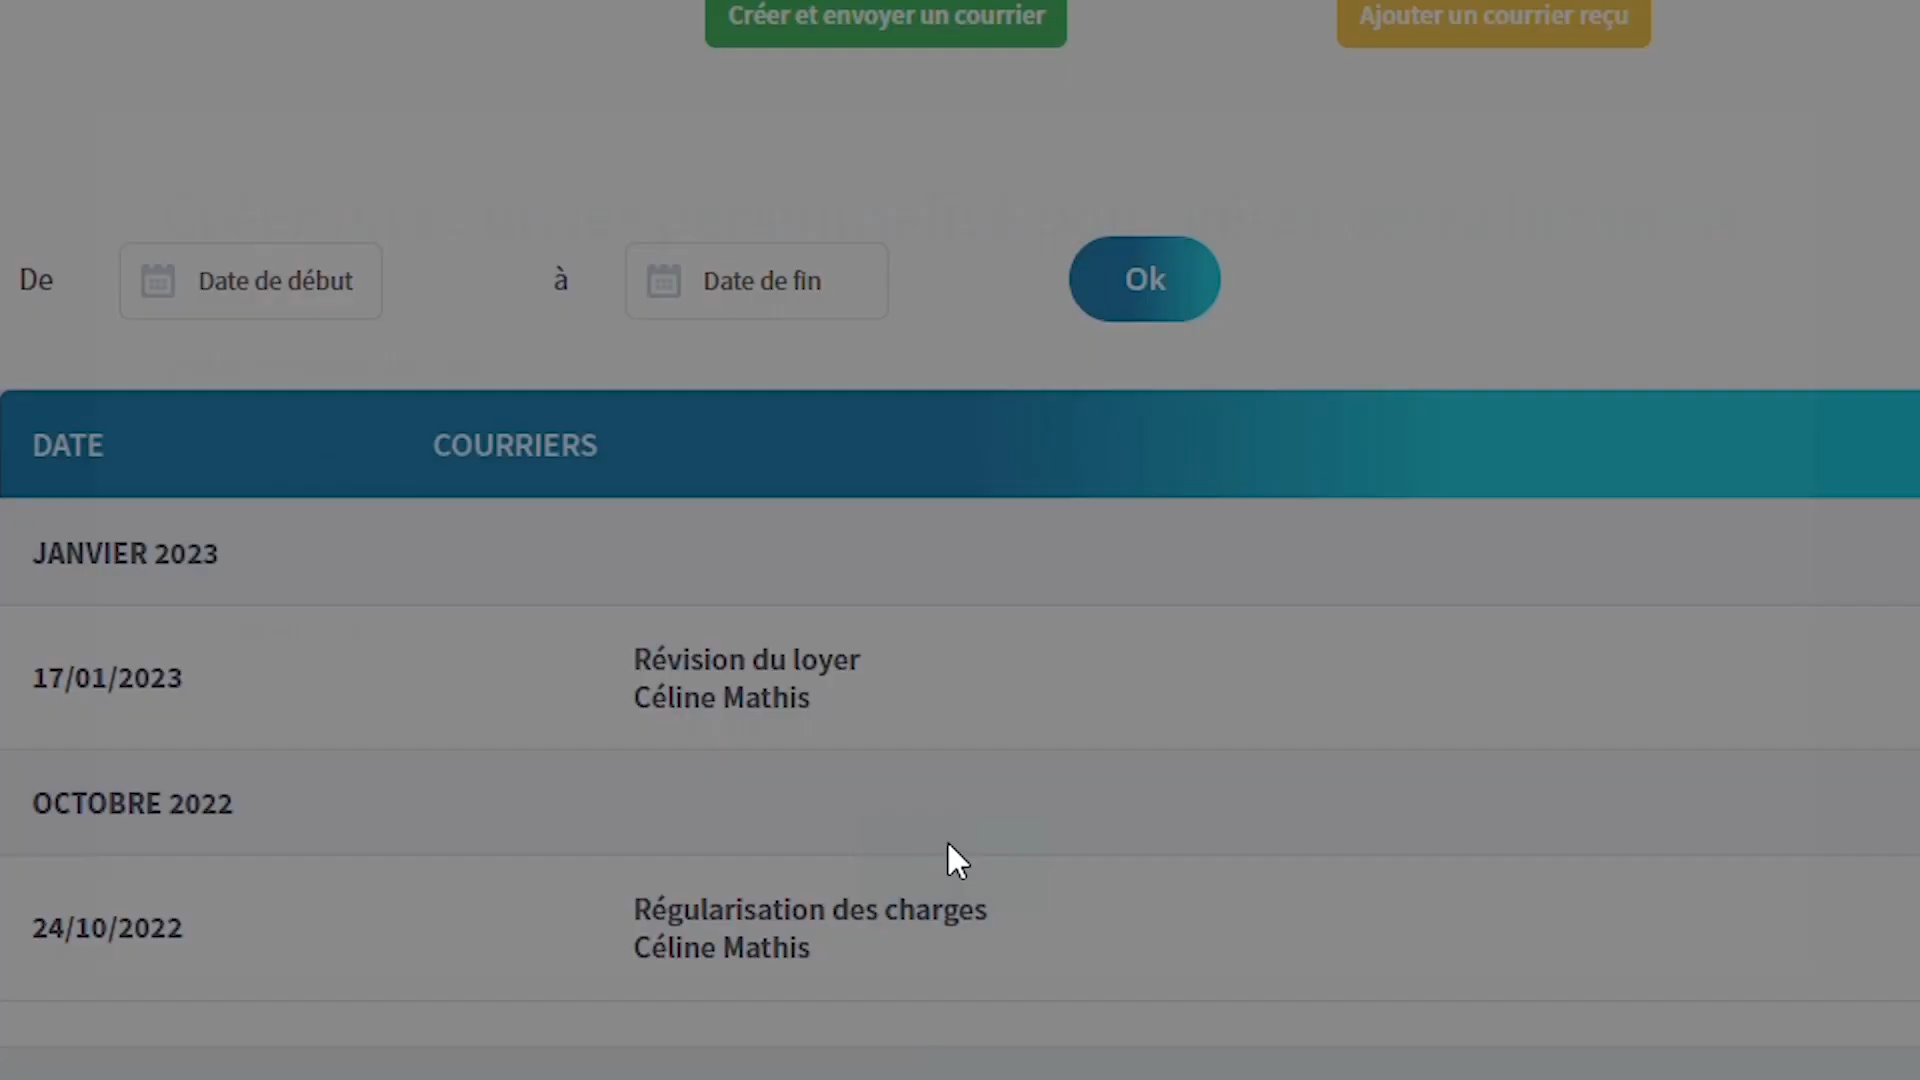 Créer et envoyer un courrier
Ajouter un courrier reçu
De
Date de début
à
Date de fin
Ok
DATE
COURRIERS
JANVIER 2023
17/01/2023
Révision du loyer
Céline Mathis
OCTOBRE 2022
24/10/2022
Régularisation des charges
Céline Mathis